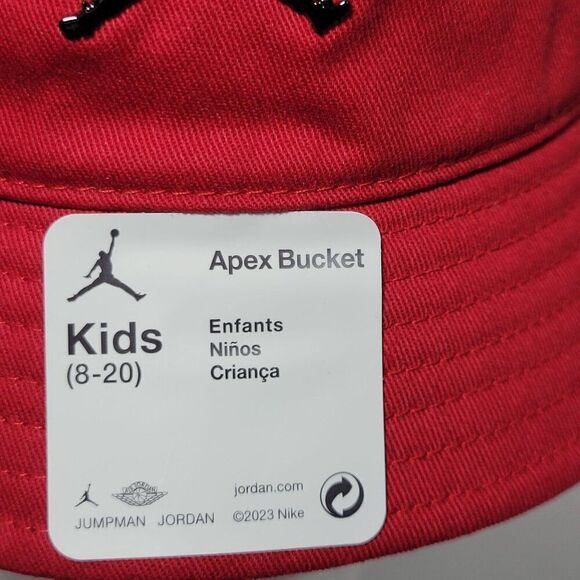 Apex Bucket
Kids
(8-20)
Enfants
Niños
Criança
JUMPMAN JORDAN
jordan.com
©2023 Nike